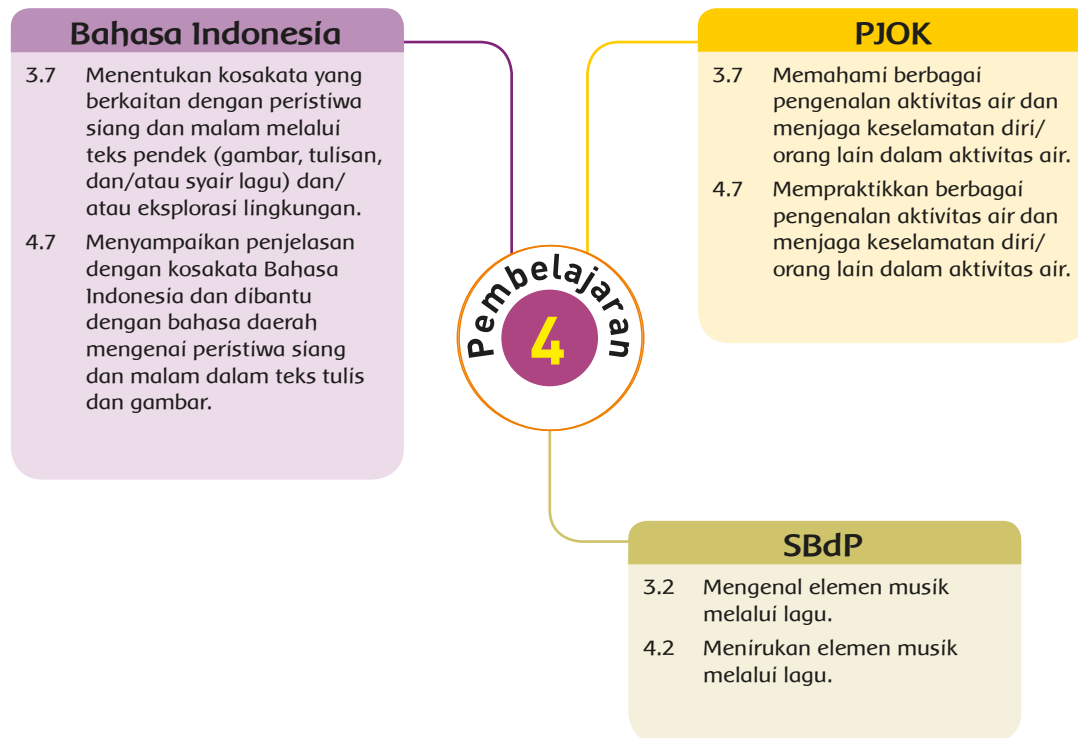 Bahasa Indonesia
3.7 Menentukan kosakata yang
berkaitan dengan peristiwa
siang dan malam melalui
teks pendek (gambar, tulisan,
dan/atau syair lagu) dan/
atau eksplorasi lingkungan.
4.7 Menyampaikan penjelasan
dengan kosakata Bahasa
Indonesia dan dibantu
dengan bahasa daerah
mengenai peristiwa siang
dan malam dalam teks tulis
dan gambar.
PJOK
3.7 Memahami berbagai
pengenalan aktivitas air dan
menjaga keselamatan diri/
orang lain dalam aktivitas air.
4.7 Mempraktikkan berbagai
pengenalan aktivitas air dan
menjaga keselamatan diri/
orang lain dalam aktivitas air.
Pembelajaran
4
SBdP
3.2 Mengenal elemen musik
melalui lagu.
4.2 Menirukan elemen musik
melalui lagu.